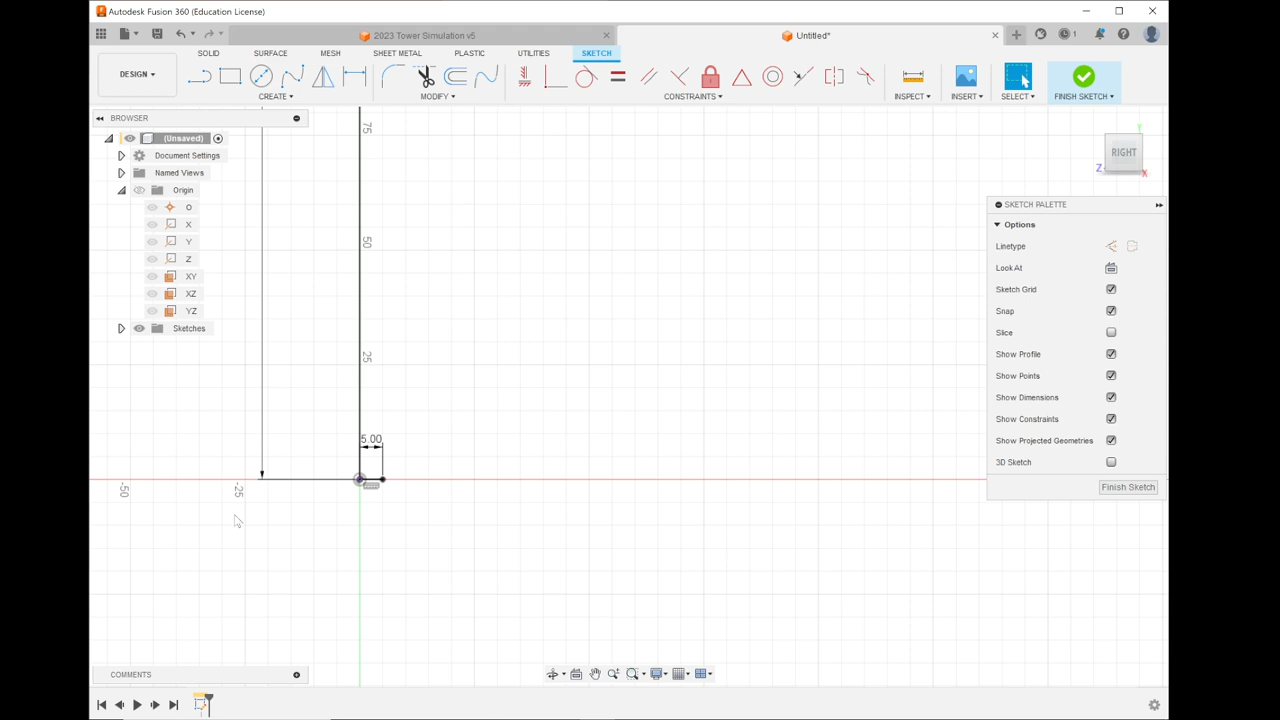 Autodesk Fusion 360 (Education License)
2023 Tower Simulation v5
Untitled*
1
DESIGN
SOLID SURFACE MESH SHEET METAL PLASTIC UTILITIES SKETCH
CREATE MODIFY CONSTRAINTS INSPECT INSERT SELECT FINISH SKETCH
BROWSER
(Unsaved)
Document Settings
Named Views
Origin
O
X
Y
Z
XY
XZ
YZ
Sketches
75
50
25
5.00
-50
-25
Y
RIGHT
Z
X
SKETCH PALETTE
Options
Linetype
Look At
Sketch Grid
Snap
Slice
Show Profile
Show Points
Show Dimensions
Show Constraints
Show Projected Geometries
3D Sketch
Finish Sketch
COMMENTS